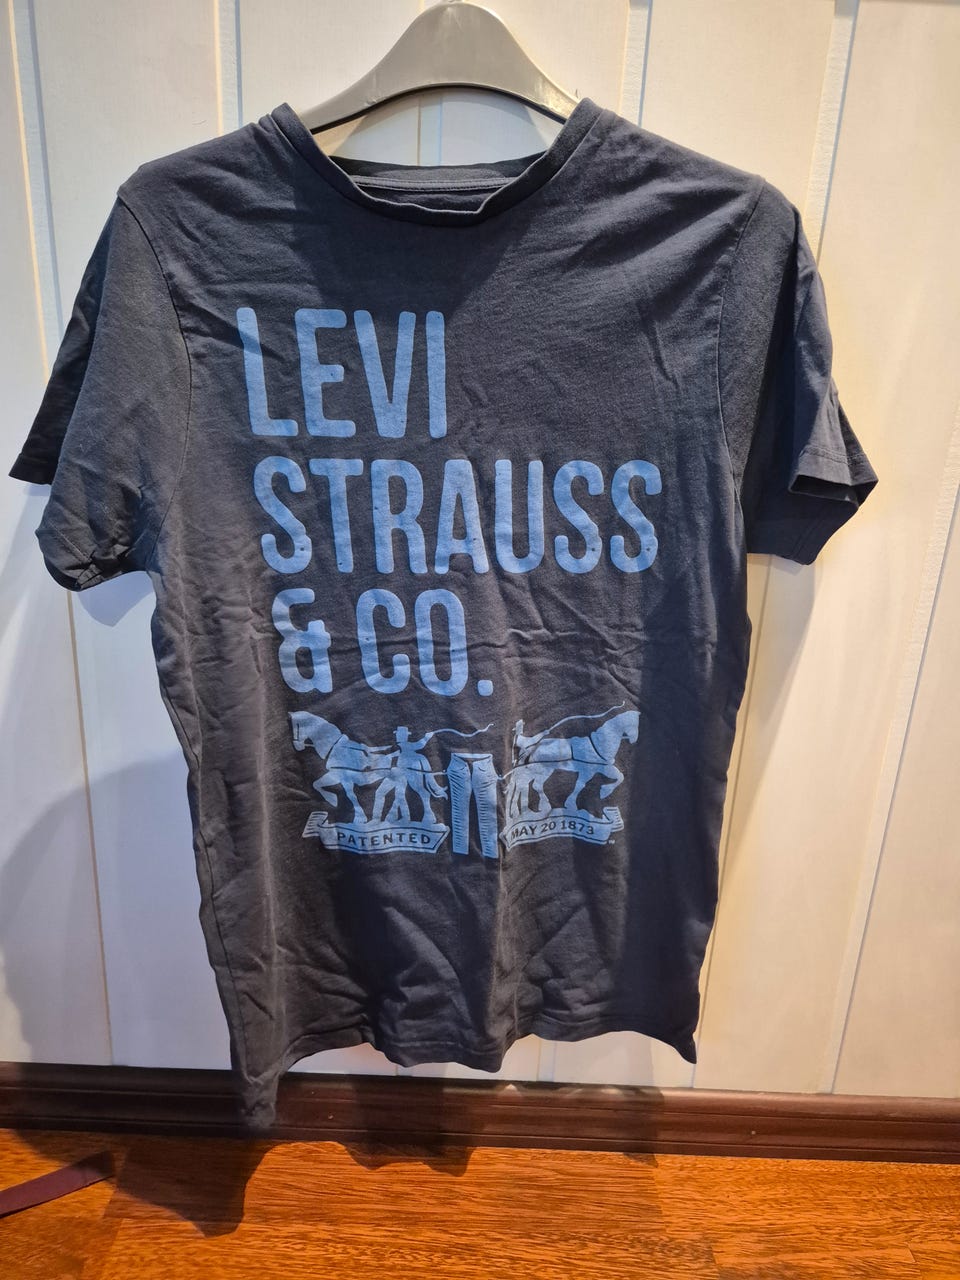 LEVI
STRAUSS
& CO.
PATENTED
MAY 20 1873